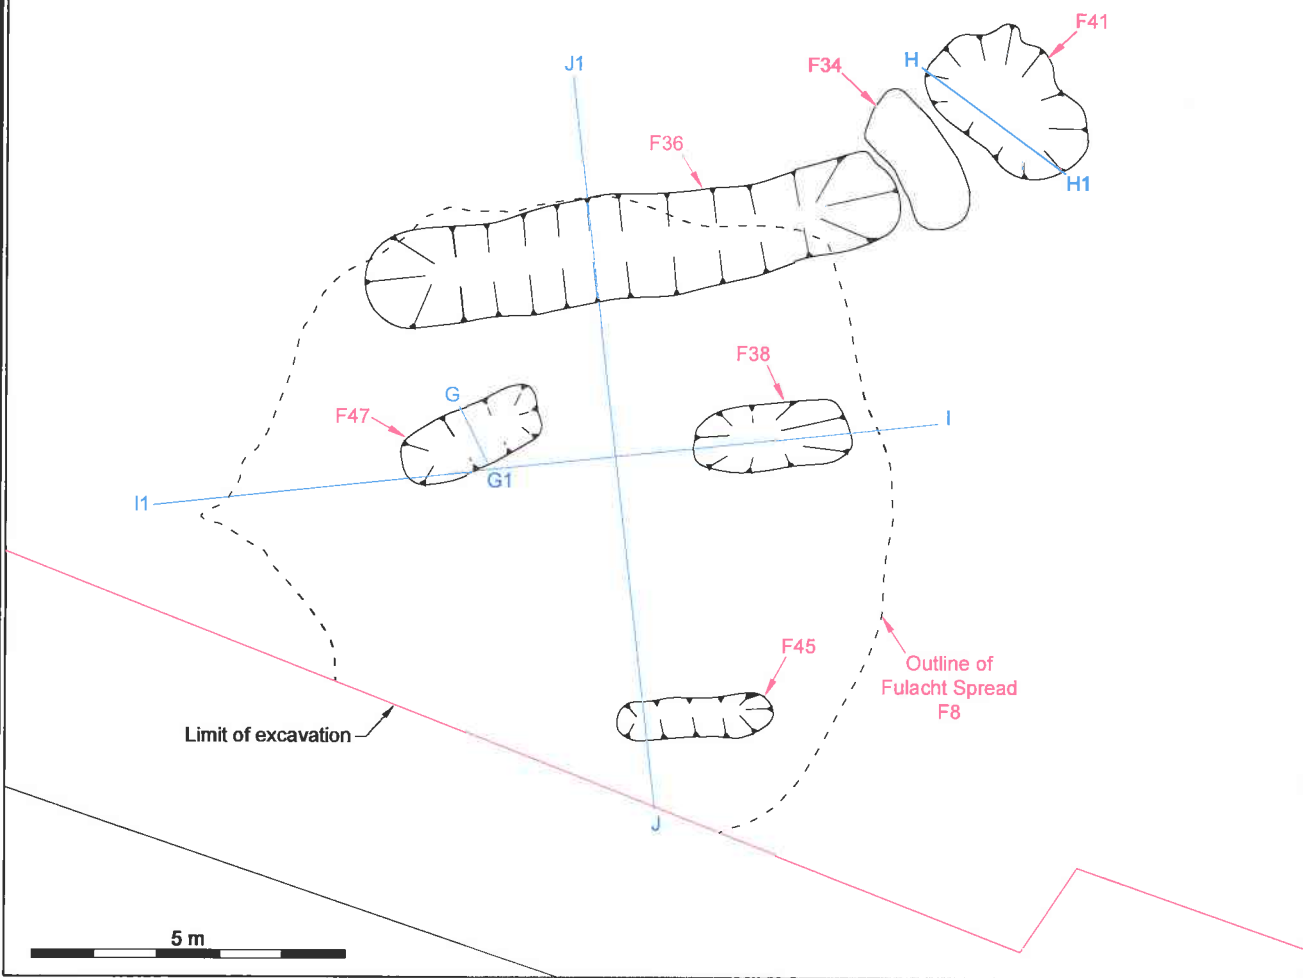 F41
J1
H
F34
F36
H1
F38
G
F47
I
G1
I1
F45
Outline of
Fulacht Spread
F8
Limit of excavation
J
5 m